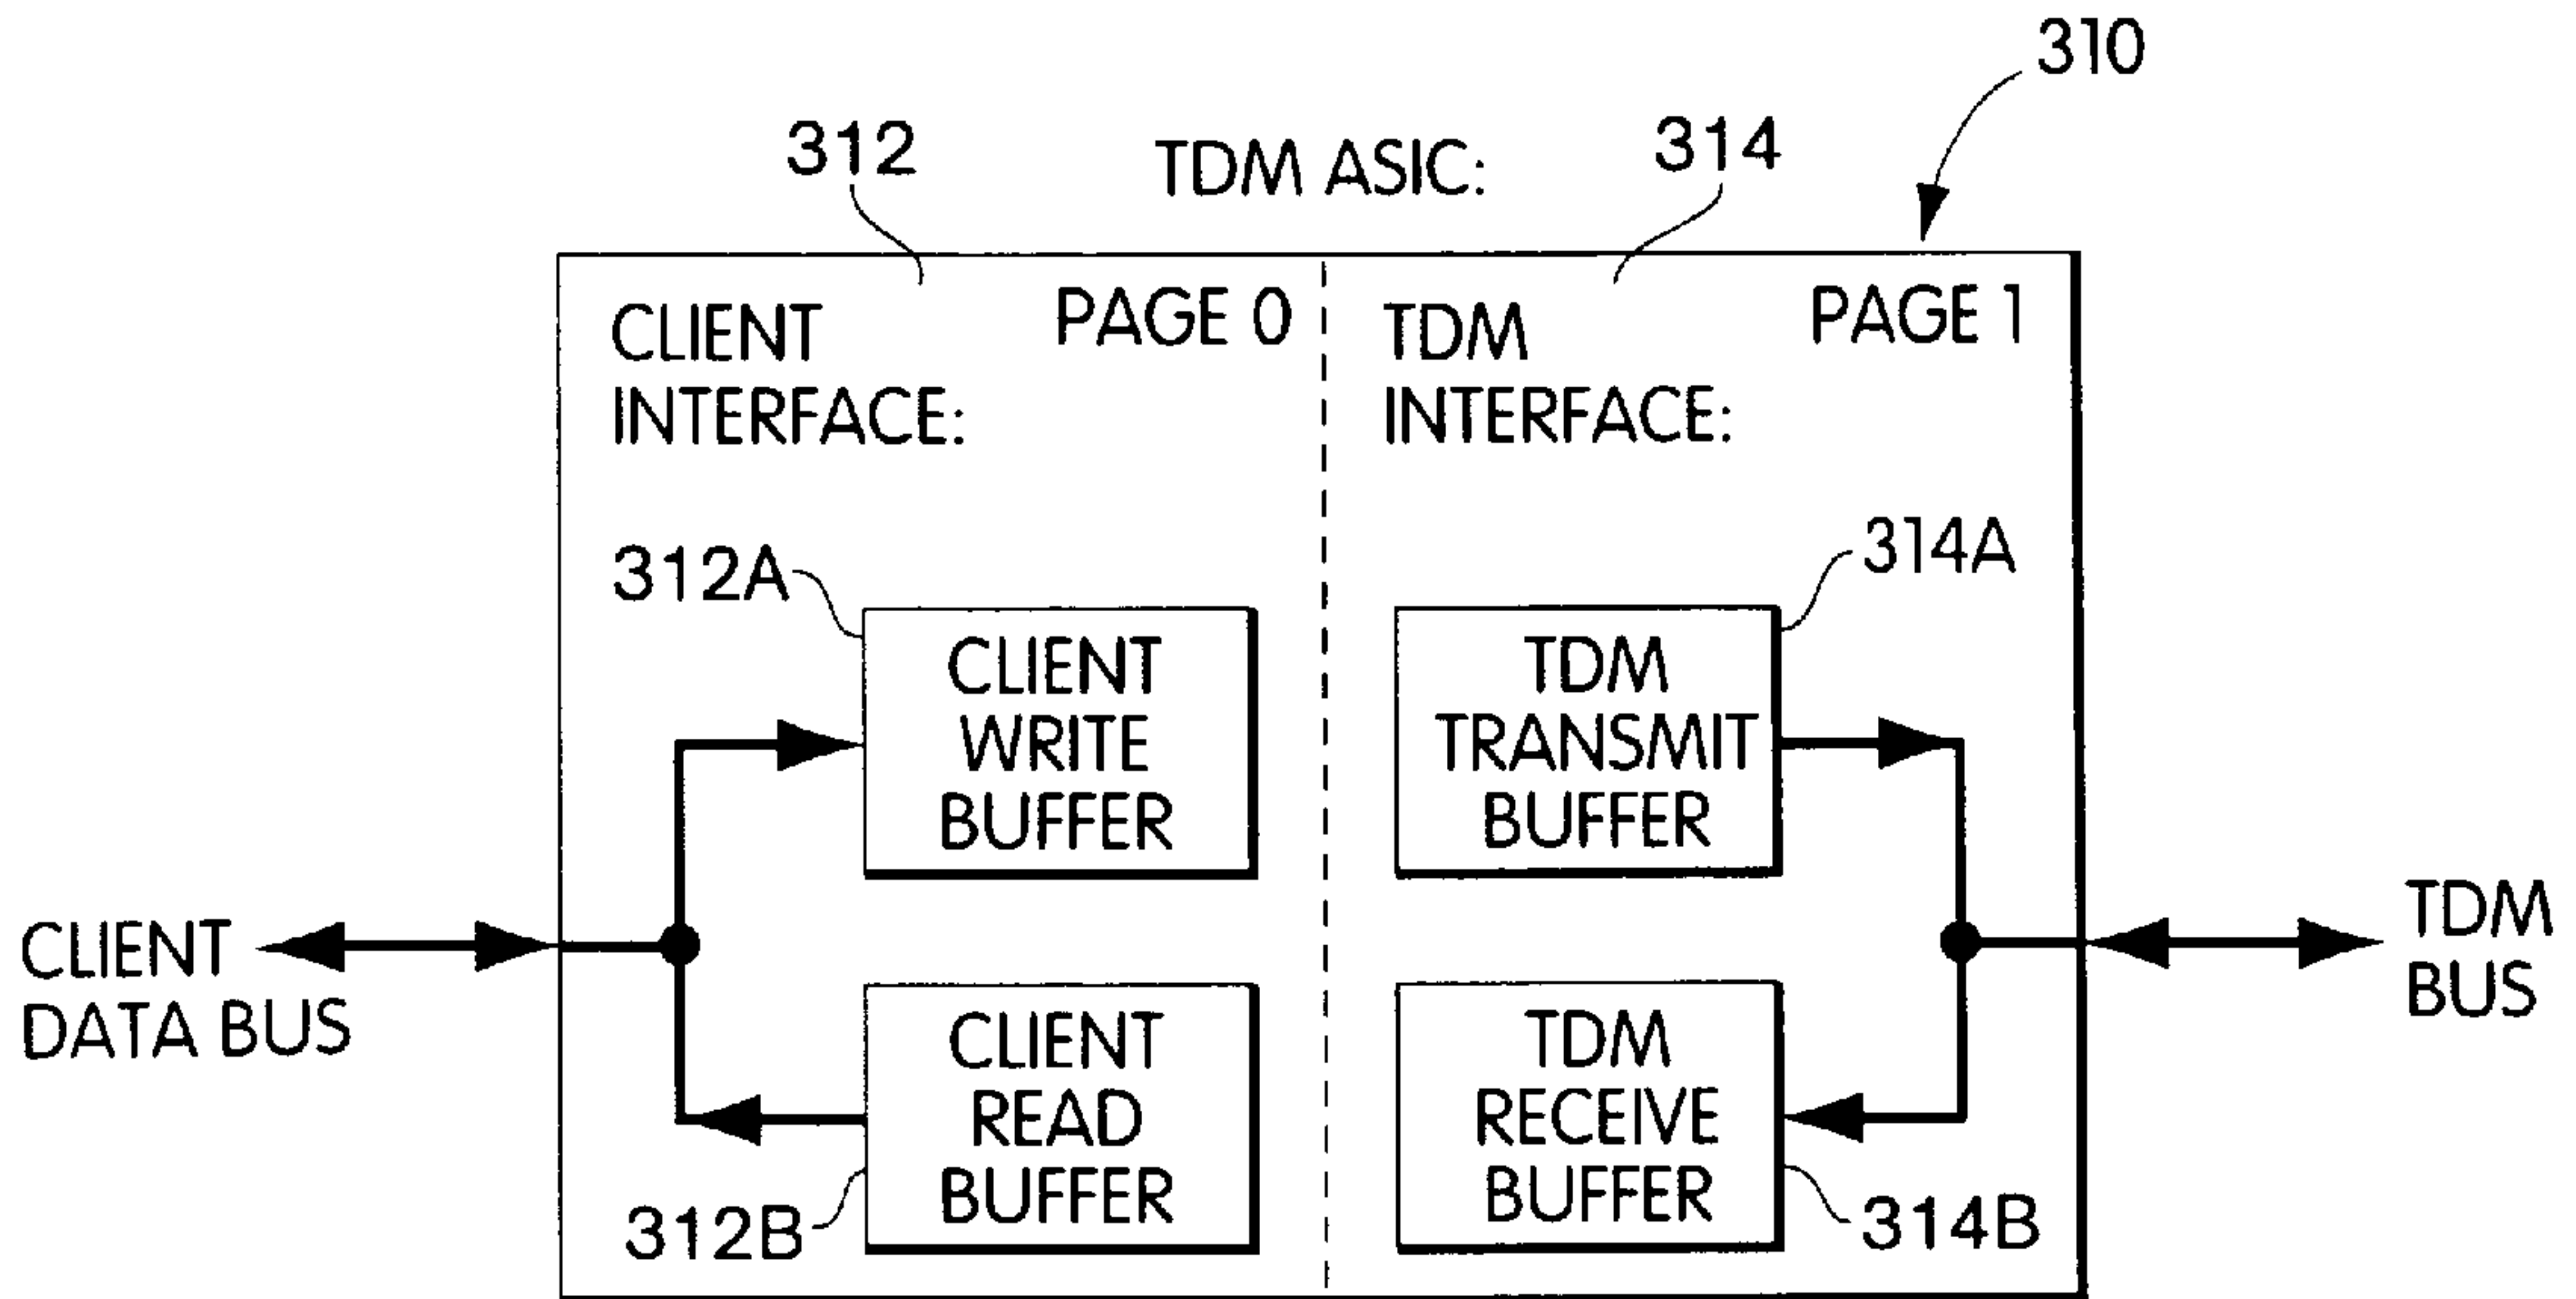 310
312
TDM ASIC:
314
CLIENT
INTERFACE:
PAGE 0
TDM
INTERFACE:
PAGE 1
312A
CLIENT
WRITE
BUFFER
314A
TDM
TRANSMIT
BUFFER
CLIENT
DATA BUS
TDM
BUS
312B
CLIENT
READ
BUFFER
TDM
RECEIVE
BUFFER
314B